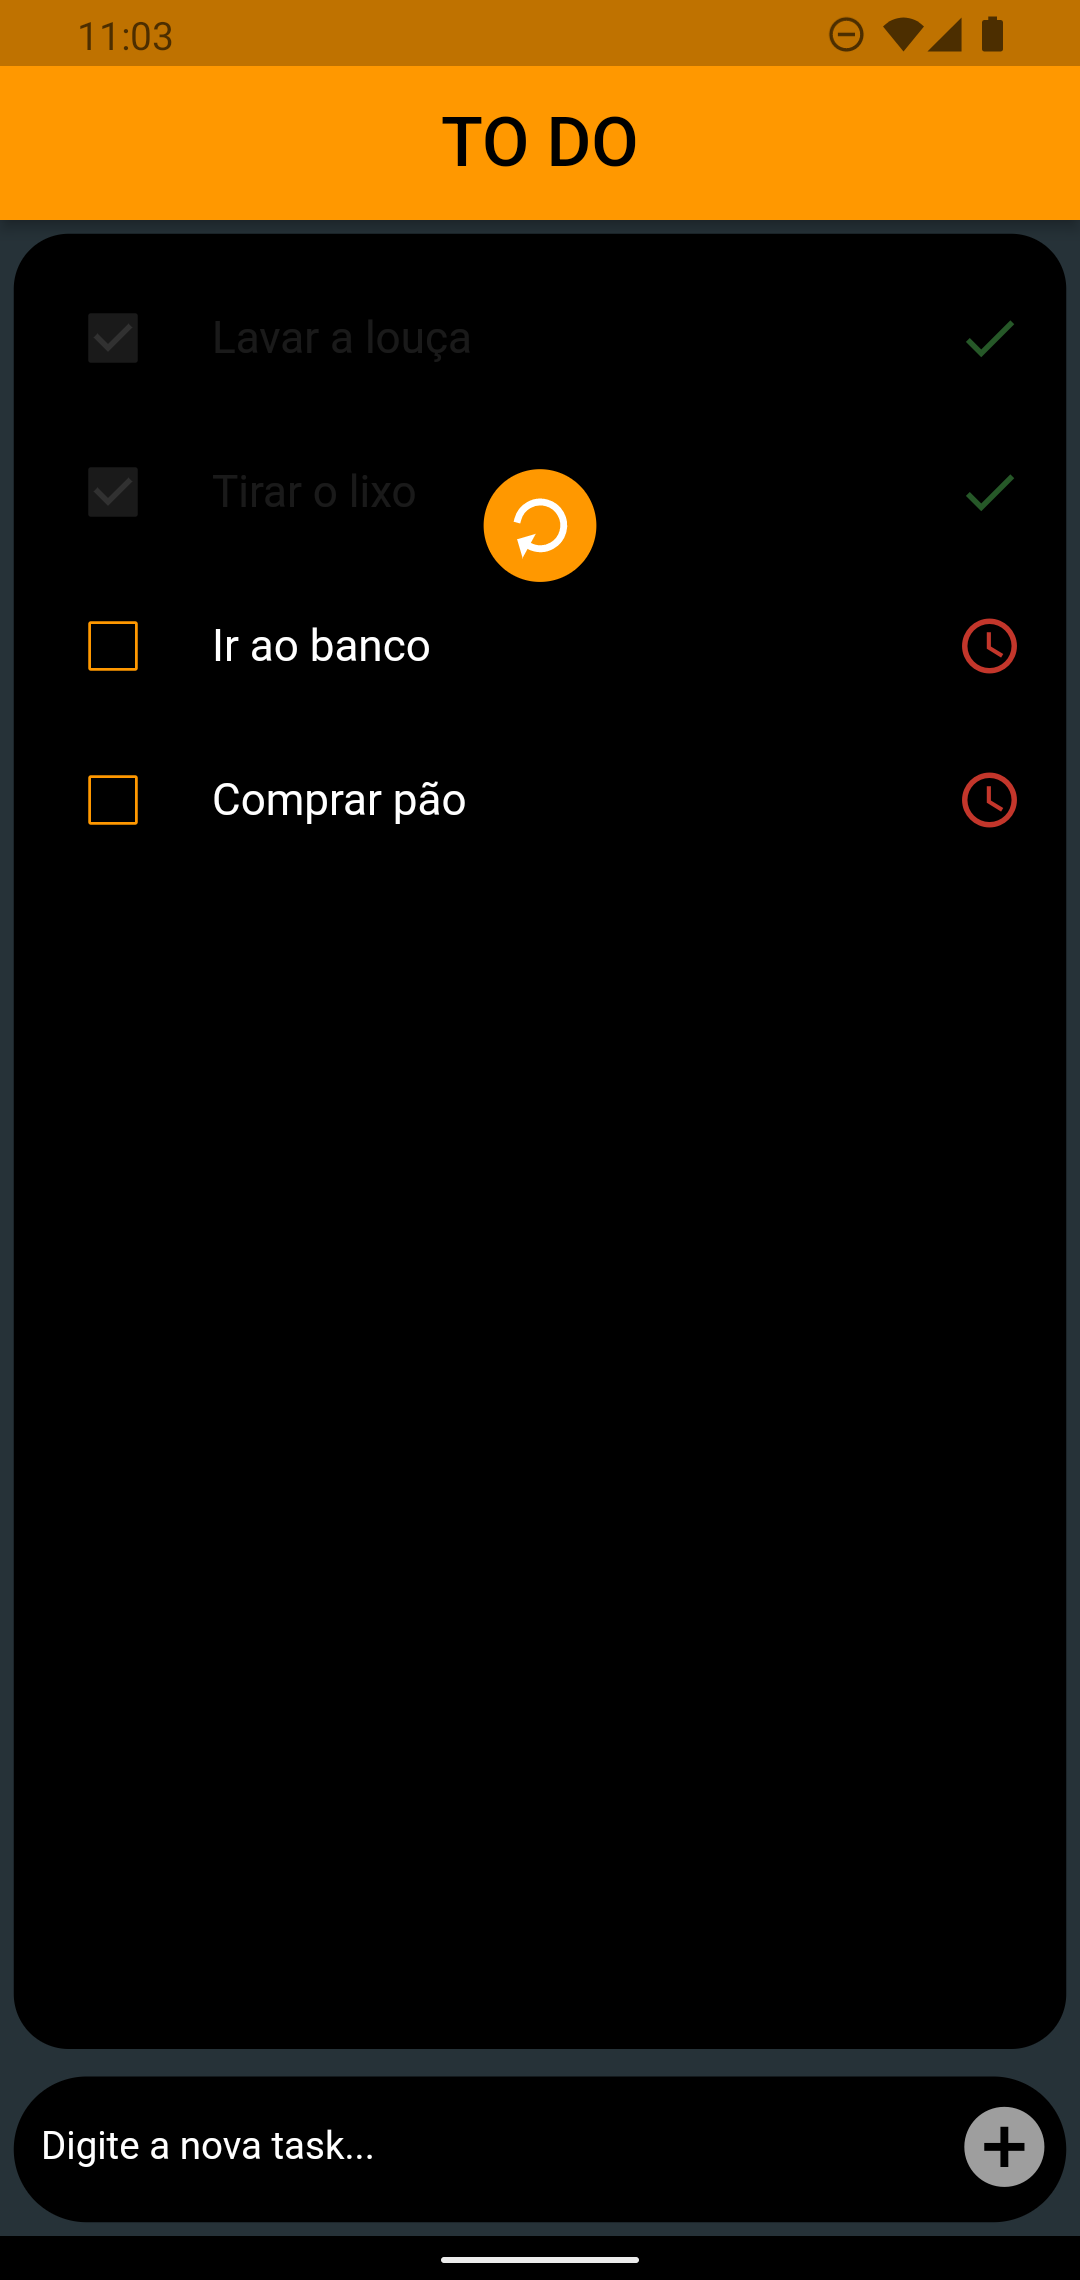 11:03
TO DO
Lavar a louça
Tirar o lixo
Ir ao banco
Comprar pão
Digite a nova task...